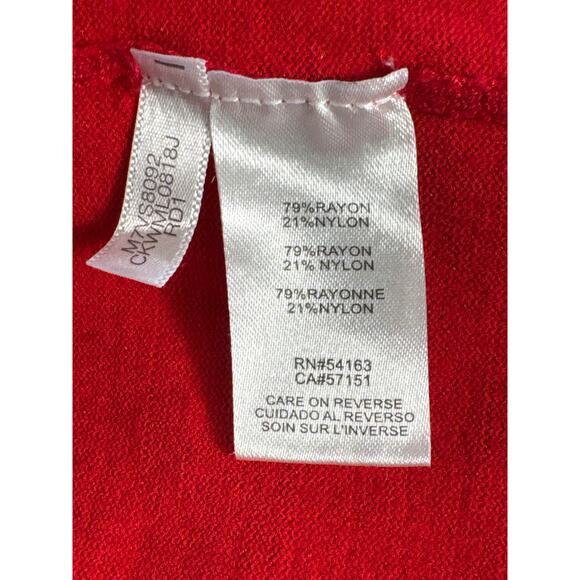 M7YS8092
CKWML0818J
RD1
79%RAYON
21%NYLON
79%RAYON
21% NYLON
79%RAYONNE
21%NYLON
RN#54163
CA#57151
CARE ON REVERSE
CUIDADO AL REVERSO
SOIN SUR L'INVERSE